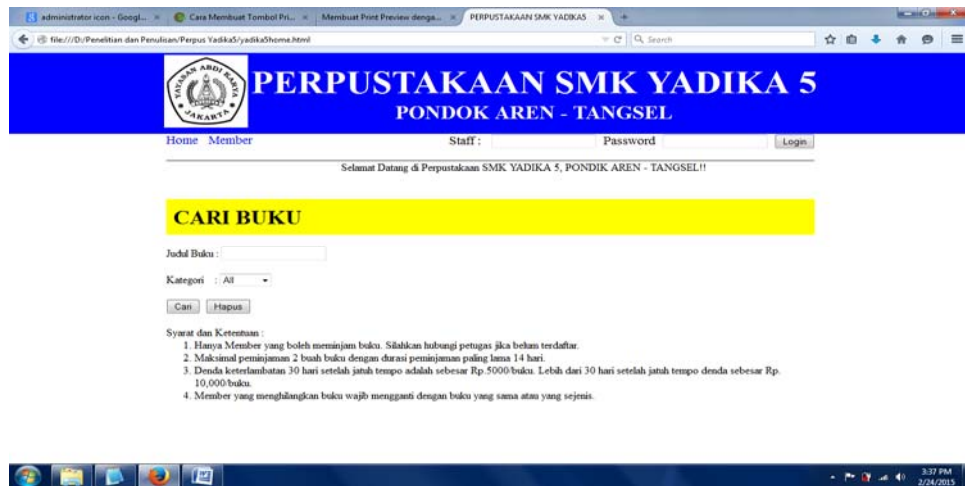 administrator icon - Googl...
Cara Membuat Tombol Pri...
Membuat Print Preview denga...
PERPUSTAKAAN SMK YADIKA5
file:///D:/Penelitian dan Penulisan/Perpus Yadika5/yadika5home.html
Search
YAYASAN ABDI KARYA
JAKARTA
PERPUSTAKAAN SMK YADIKA 5
PONDOK AREN - TANGSEL
Home Member Staff : Password Login
Selamat Datang di Perpustakaan SMK YADIKA 5, PONDIK AREN - TANGSEL!!
CARI BUKU
Judul Buku :
Kategori : All
Cari Hapus
Syarat dan Ketentuan :
1. Hanya Member yang boleh meminjam buku. Silahkan hubungi petugas jika belum terdaftar.
2. Maksimal peminjaman 2 buah buku dengan durasi peminjaman paling lama 14 hari.
3. Denda keterlambatan 30 hari setelah jatuh tempo adalah sebesar Rp.5000/buku. Lebih dari 30 hari setelah jatuh tempo denda sebesar Rp.
10,000/buku.
4. Member yang menghilangkan buku wajib mengganti dengan buku yang sama atau yang sejenis.
3:37 PM
2/24/2015